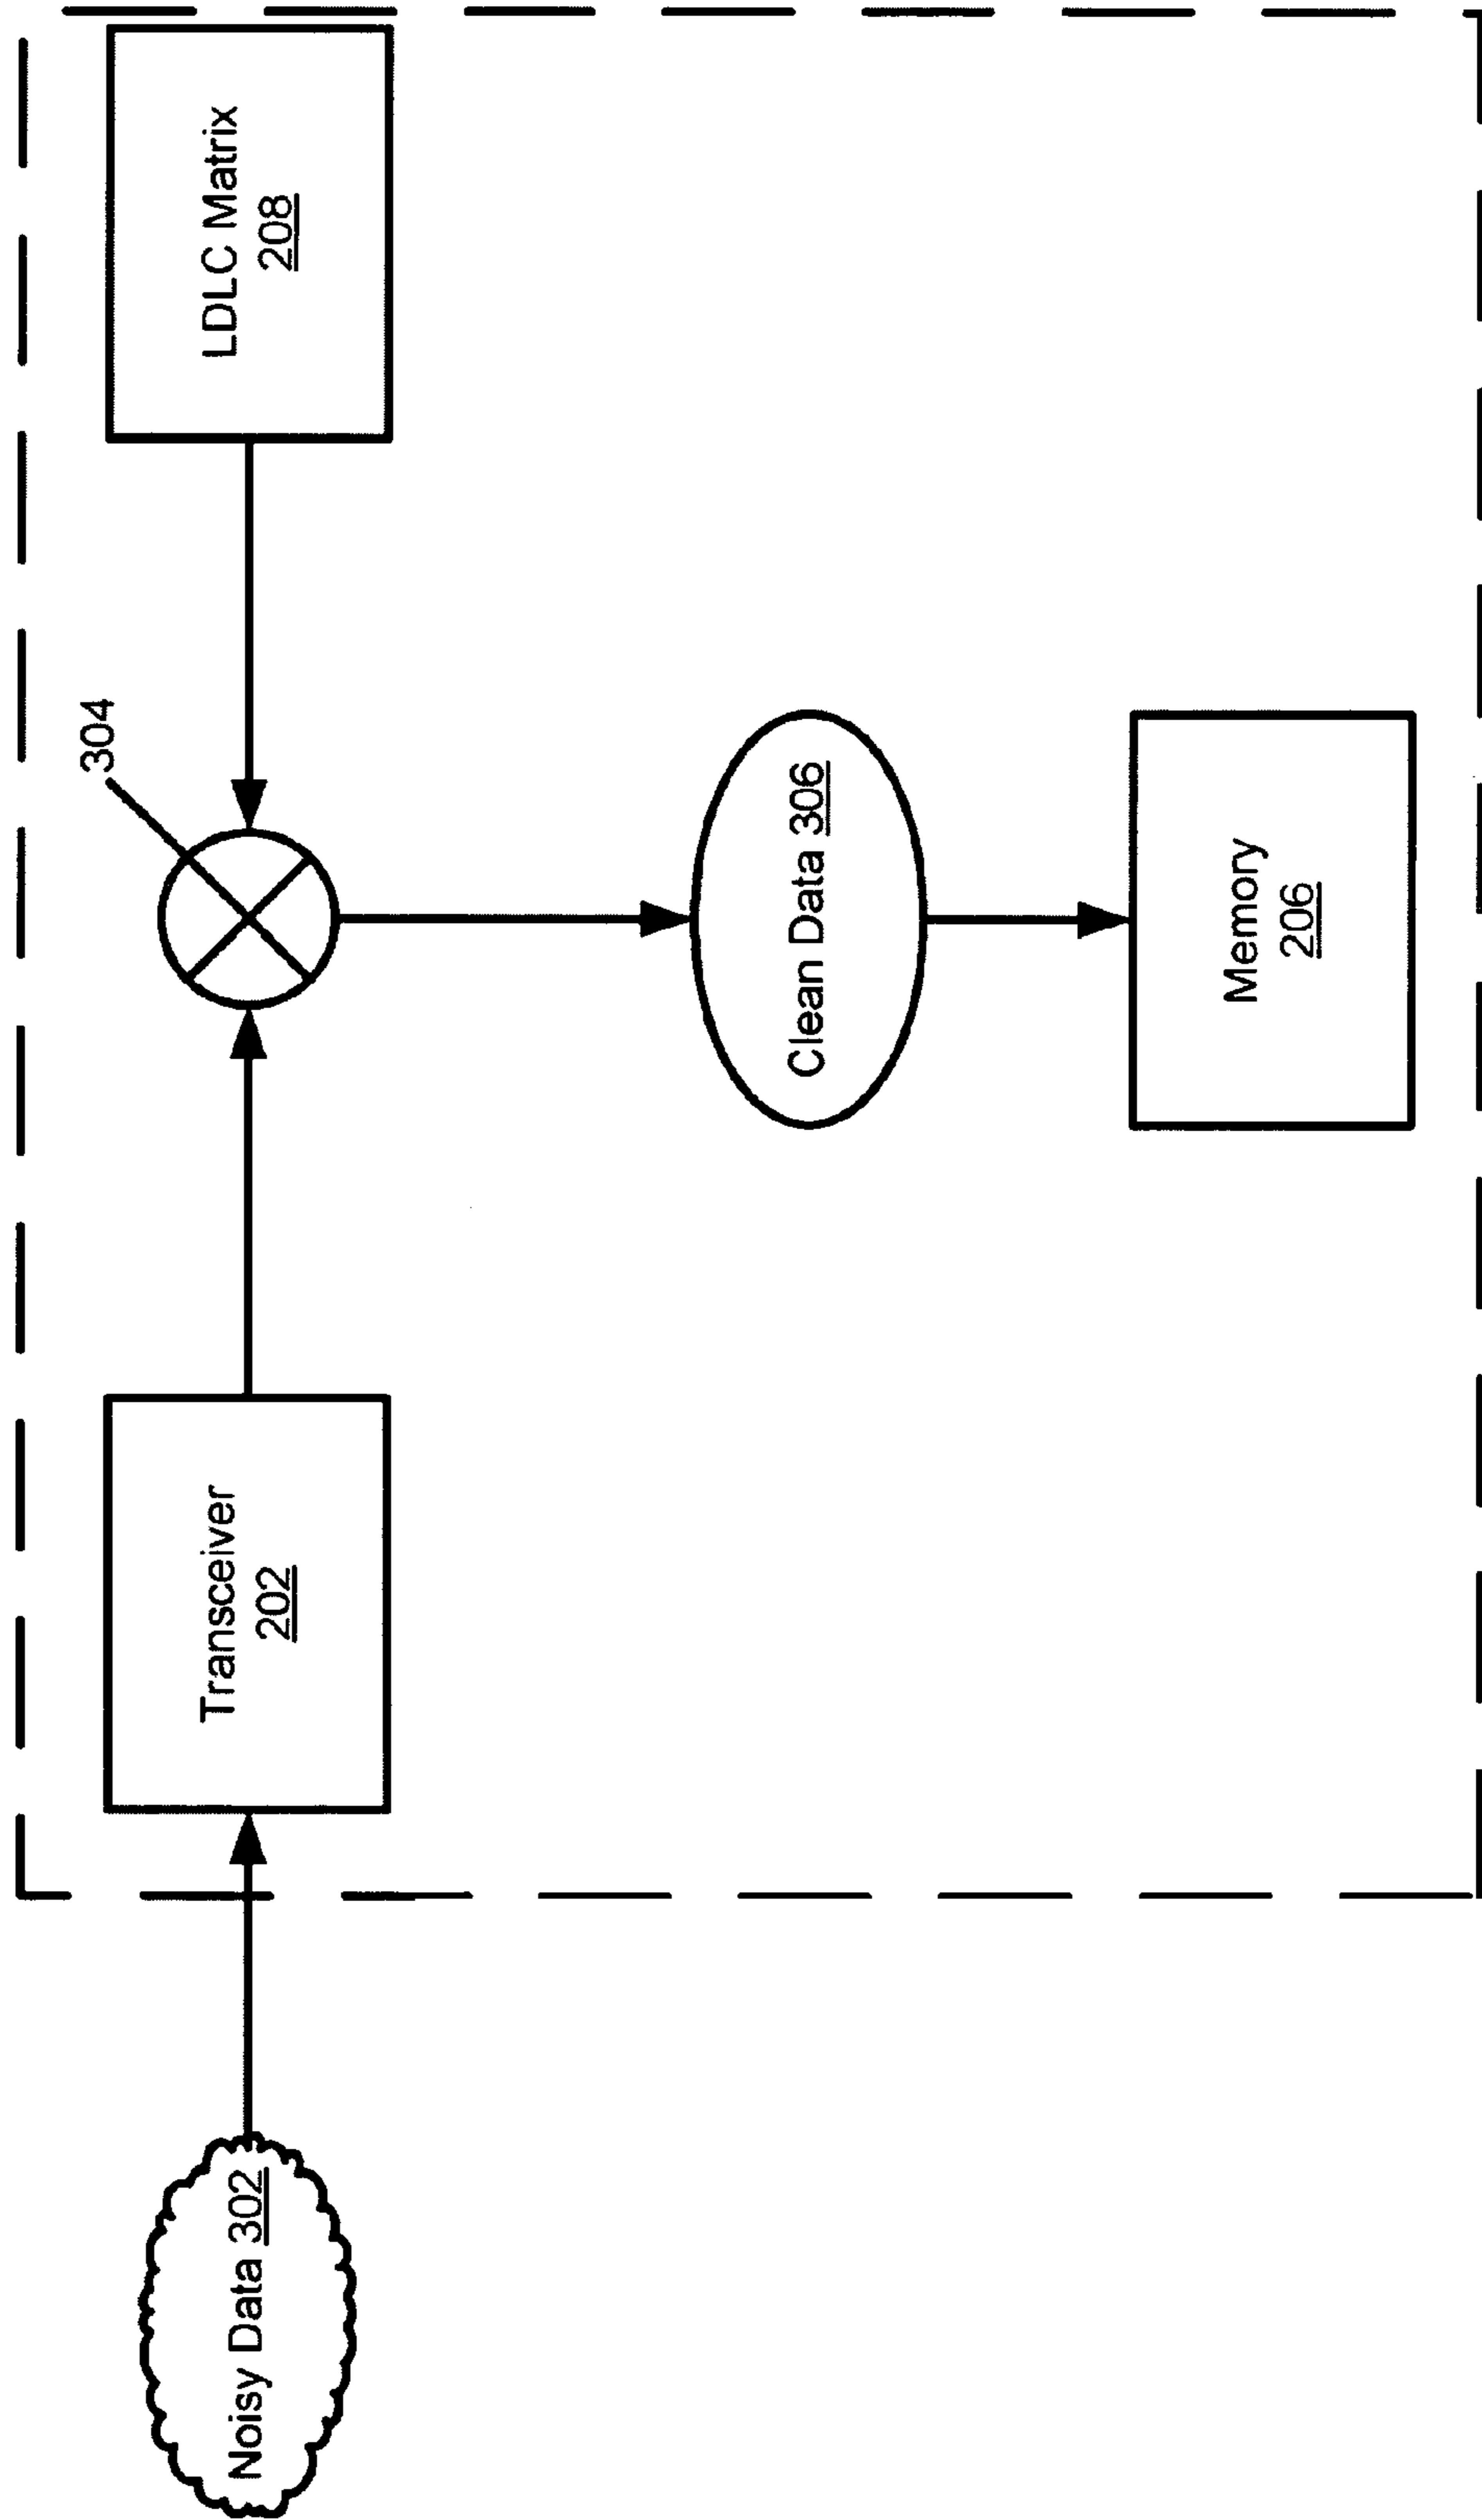 Noisy Data 302
Transceiver
202
304
LDLC Matrix
208
Clean Data 306
Memory
206